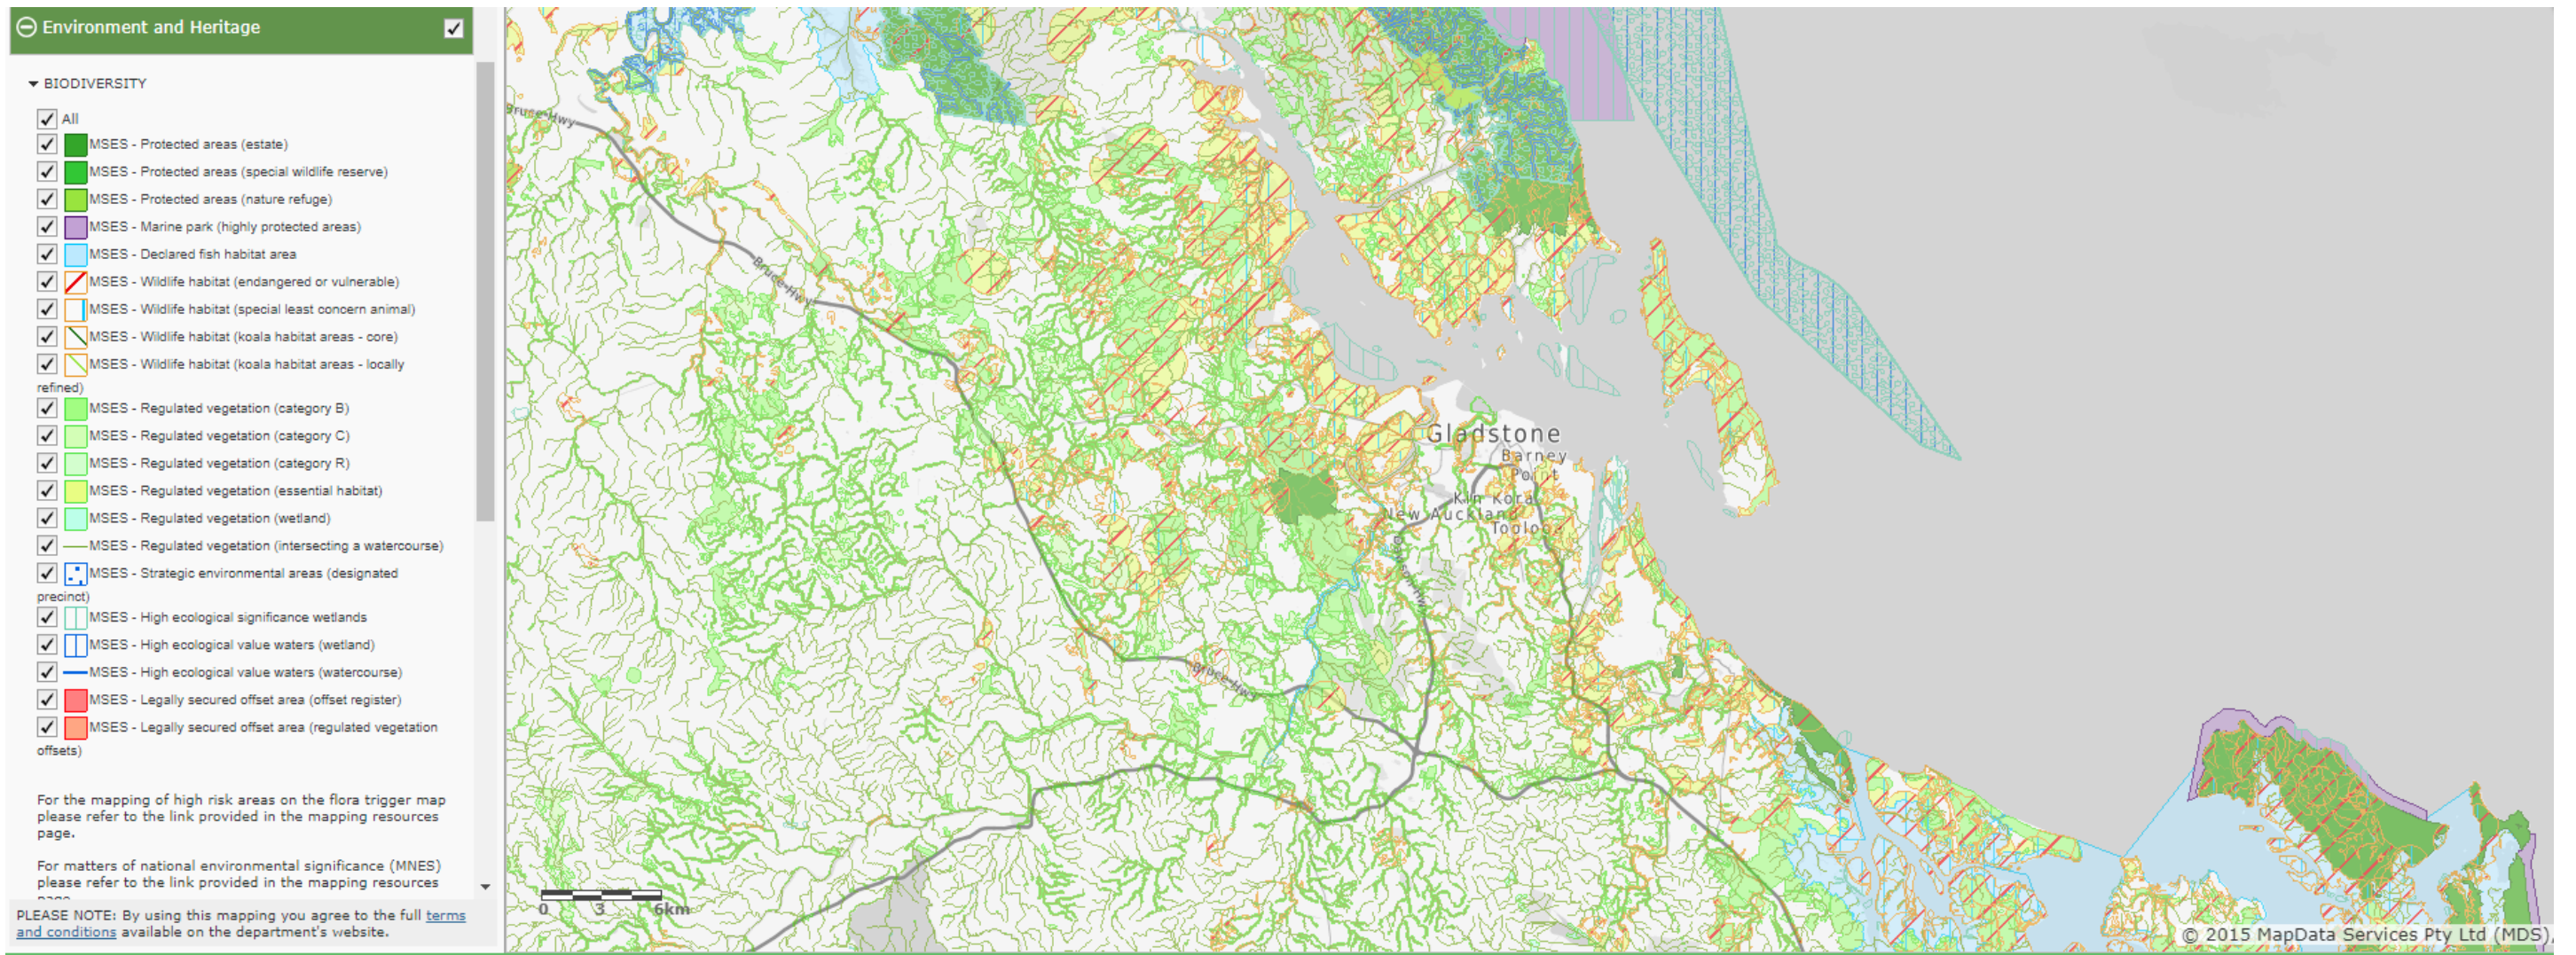 Environment and Heritage
BIODIVERSITY
All
MSES - Protected areas (estate)
MSES - Protected areas (special wildlife reserve)
MSES - Protected areas (nature refuge)
MSES - Marine park (highly protected areas)
MSES - Declared fish habitat area
MSES - Wildlife habitat (endangered or vulnerable)
MSES - Wildlife habitat (special least concern animal)
MSES - Wildlife habitat (koala habitat areas - core)
MSES - Wildlife habitat (koala habitat areas - locally
refined)
MSES - Regulated vegetation (category B)
MSES - Regulated vegetation (category C)
MSES - Regulated vegetation (category R)
MSES - Regulated vegetation (essential habitat)
MSES - Regulated vegetation (wetland)
MSES - Regulated vegetation (intersecting a watercourse)
MSES - Strategic environmental areas (designated
precinct)
MSES - High ecological significance wetlands
MSES - High ecological value waters (wetland)
MSES - High ecological value waters (watercourse)
MSES - Legally secured offset area (offset register)
MSES - Legally secured offset area (regulated vegetation
offsets)
For the mapping of high risk areas on the flora trigger map
please refer to the link provided in the mapping resources
page.
For matters of national environmental significance (MNES)
please refer to the link provided in the mapping resources
PLEASE NOTE: By using this mapping you agree to the full terms
and conditions available on the department's website.
Bruce Hwy
Bruce-Hwy
Gladstone
Barney
Point
Kin Kora
New Auckland
Toolo
Dawson-Hwy
Bruce-Hwy
0 3 6km
© 2015 MapData Services Pty Ltd (MDS),